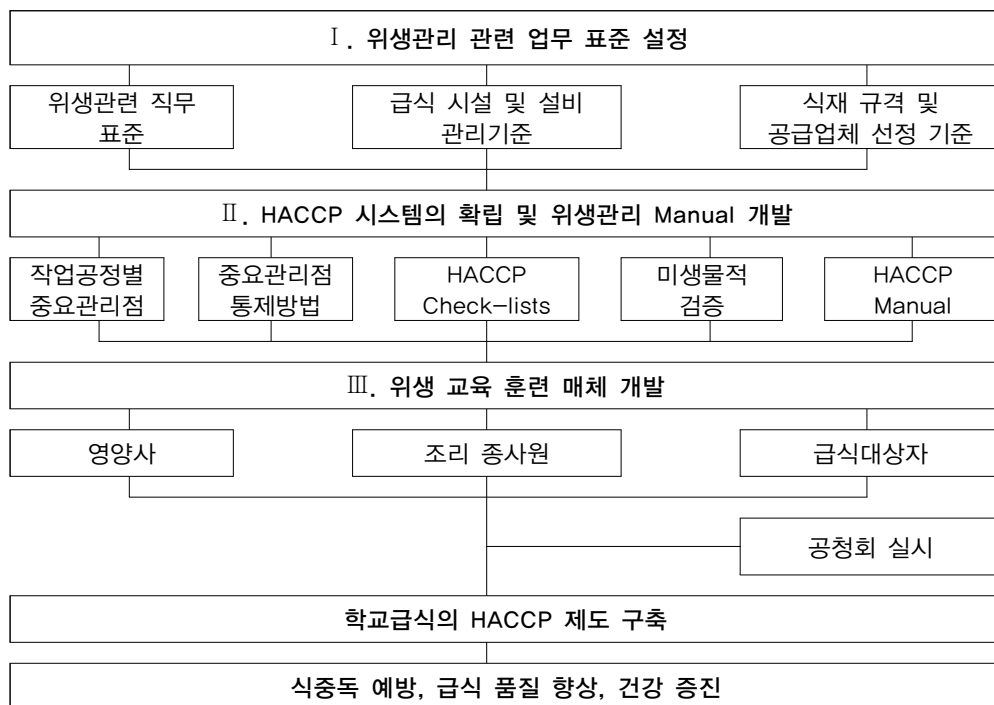 Ⅰ. 위생관리 관련 업무 표준 설정
위생관련 직무
표준
급식 시설 및 설비
관리기준
식재 규격 및
공급업체 선정 기준
Ⅱ. HACCP 시스템의 확립 및 위생관리 Manual 개발
작업공정별
중요관리점
중요관리점
통제방법
HACCP
Check-lists
미생물적
검증
HACCP
Manual
Ⅲ. 위생 교육 훈련 매체 개발
영양사
조리 종사원
급식대상자
공청회 실시
학교급식의 HACCP 제도 구축
식중독 예방, 급식 품질 향상, 건강 증진